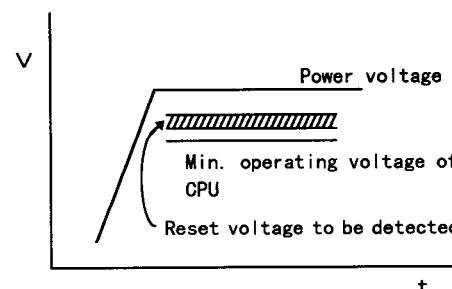 V
Power voltage
Min. operating voltage of
CPU
Reset voltage to be detected
t